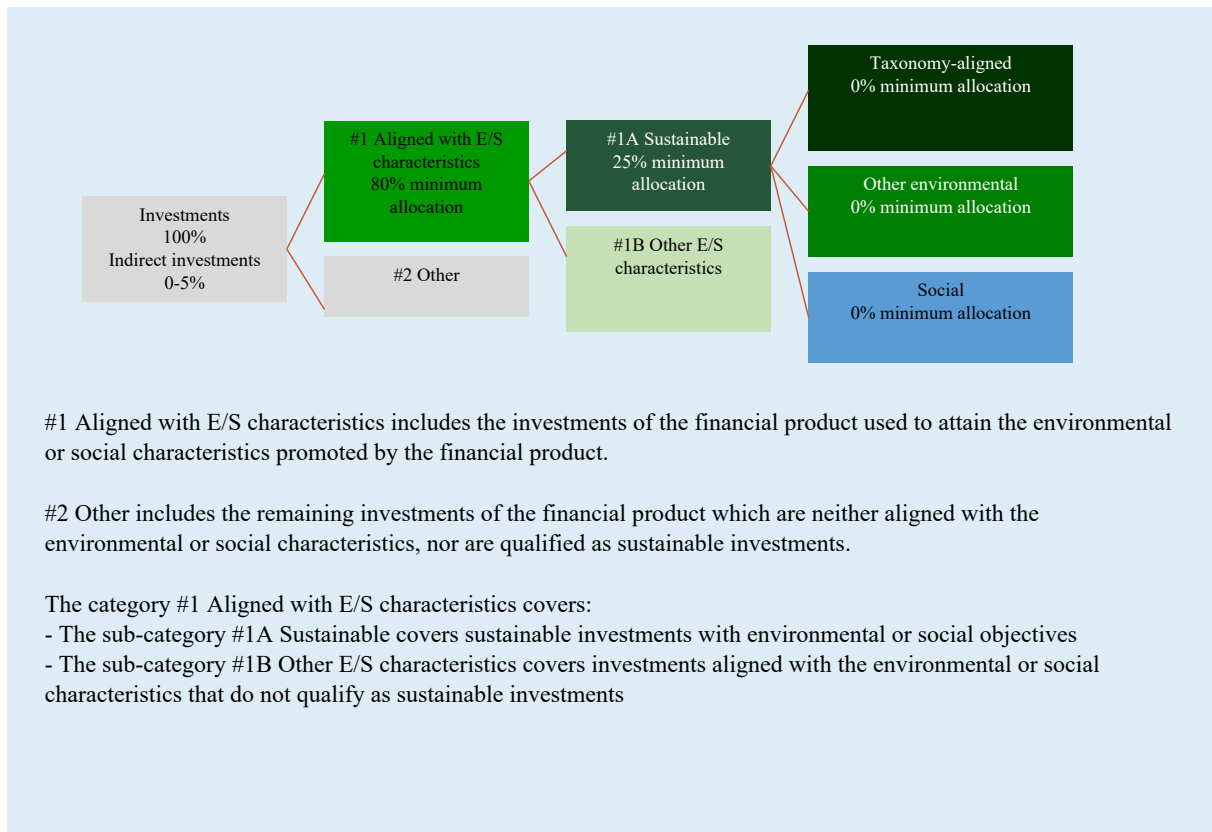 Investments
100%
Indirect investments
0-5%
#1 Aligned with E/S
characteristics
80% minimum
allocation
#2 Other
#1A Sustainable
25% minimum
allocation
#1B Other E/S
characteristics
Taxonomy-aligned
0% minimum allocation
Other environmental
0% minimum allocation
Social
0% minimum allocation
#1 Aligned with E/S characteristics includes the investments of the financial product used to attain the environmental
or social characteristics promoted by the financial product.
#2 Other includes the remaining investments of the financial product which are neither aligned with the
environmental or social characteristics, nor are qualified as sustainable investments.
The category #1 Aligned with E/S characteristics covers:
- The sub-category #1A Sustainable covers sustainable investments with environmental or social objectives
- The sub-category #1B Other E/S characteristics covers investments aligned with the environmental or social
characteristics that do not qualify as sustainable investments